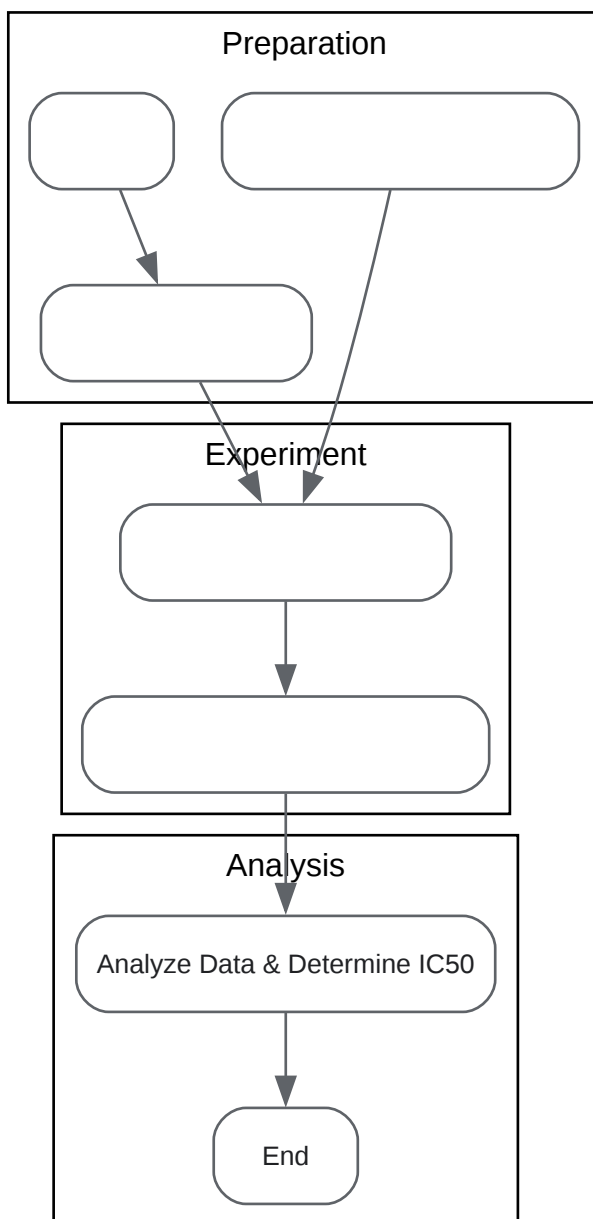 Preparation
Experiment
Analysis
Analyze Data & Determine IC50
End